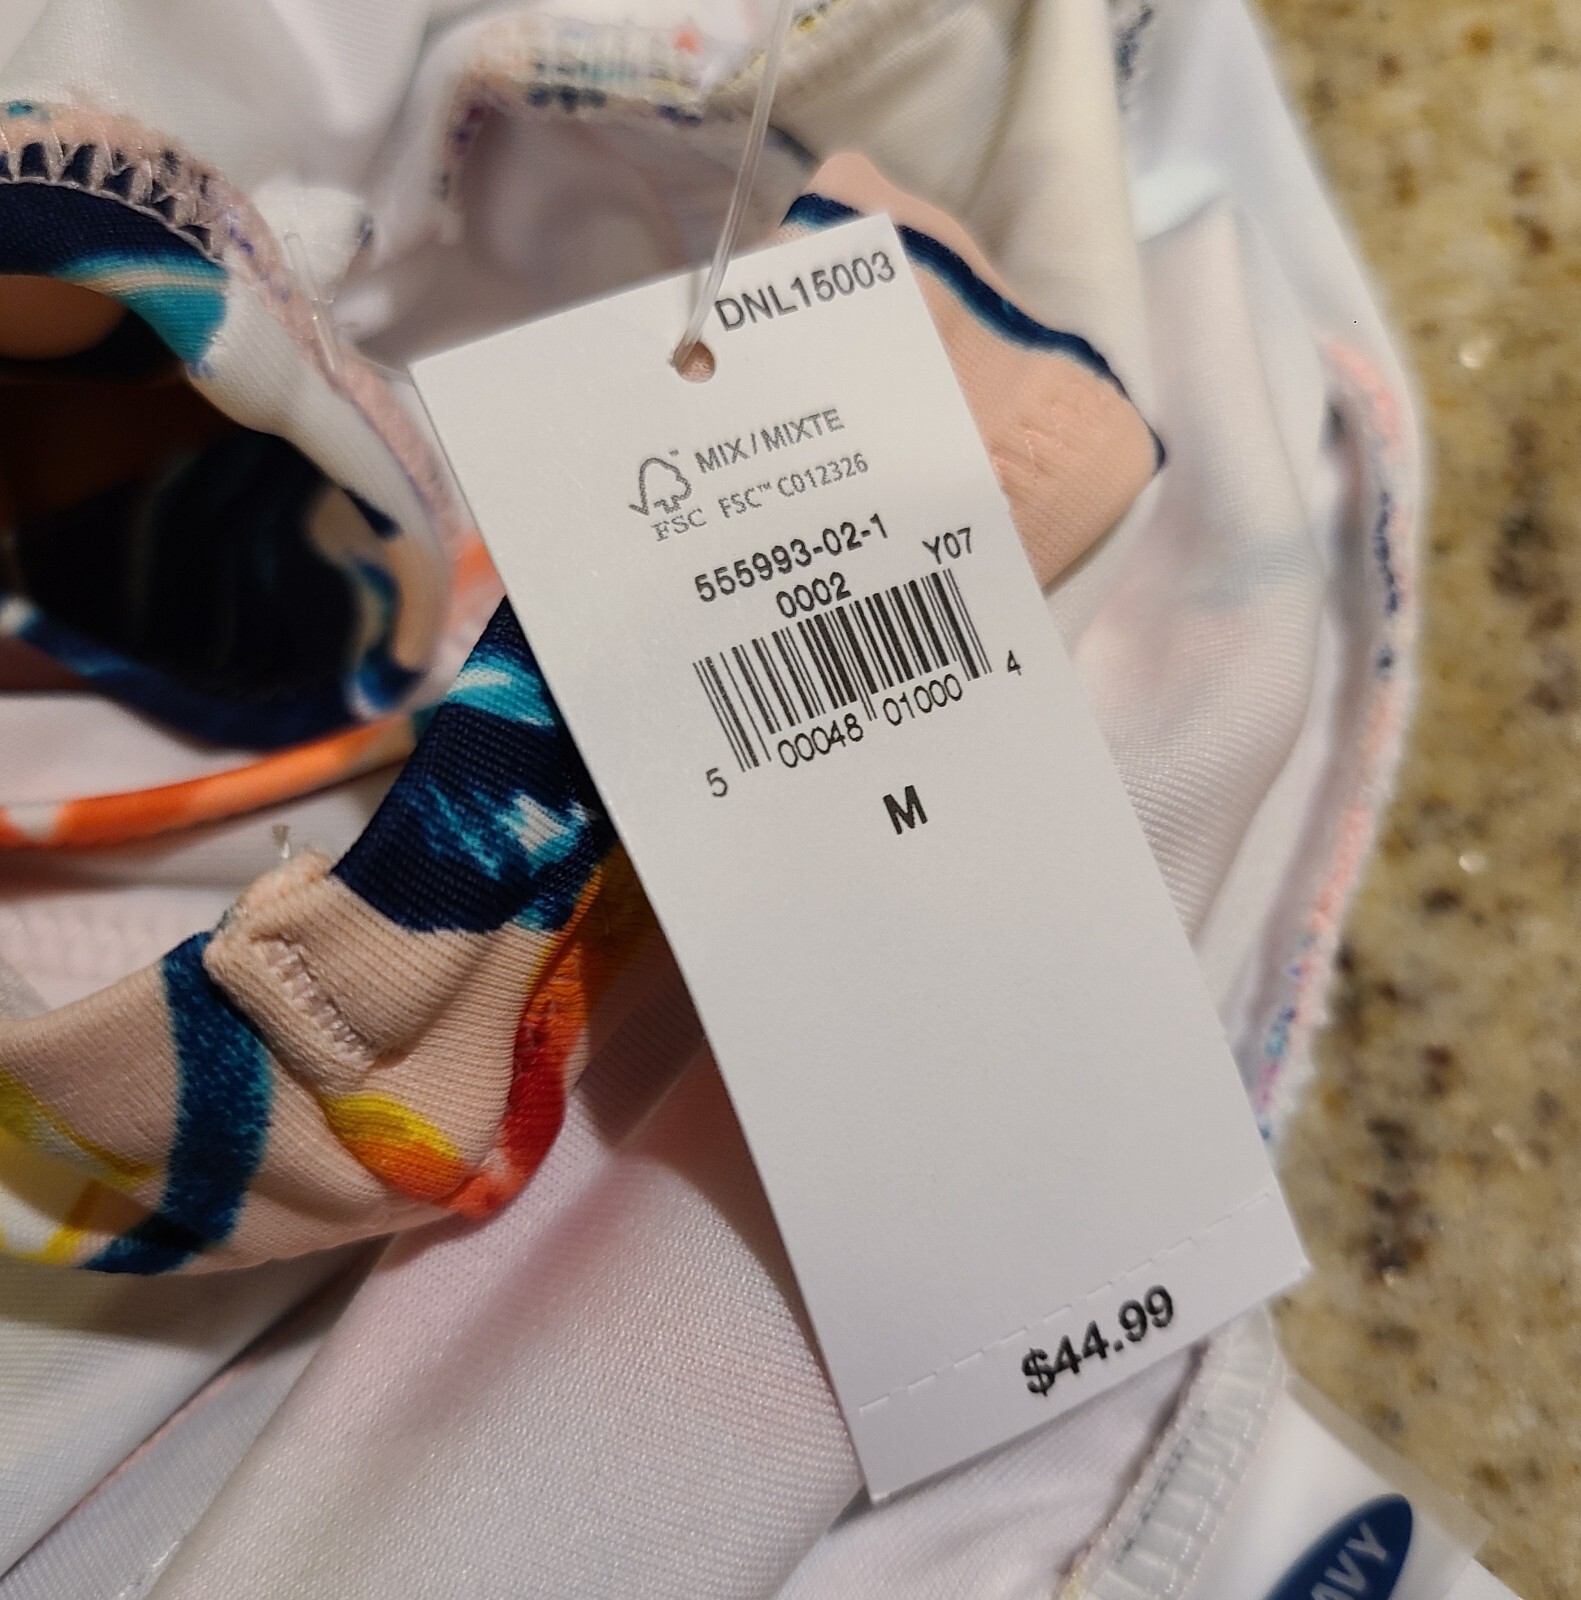 DNL15003
MIX / MIXTE
FSC™ C012326
FSC
555993-02-1
0002
Y07
5 00048 01000 4
M
$44.99